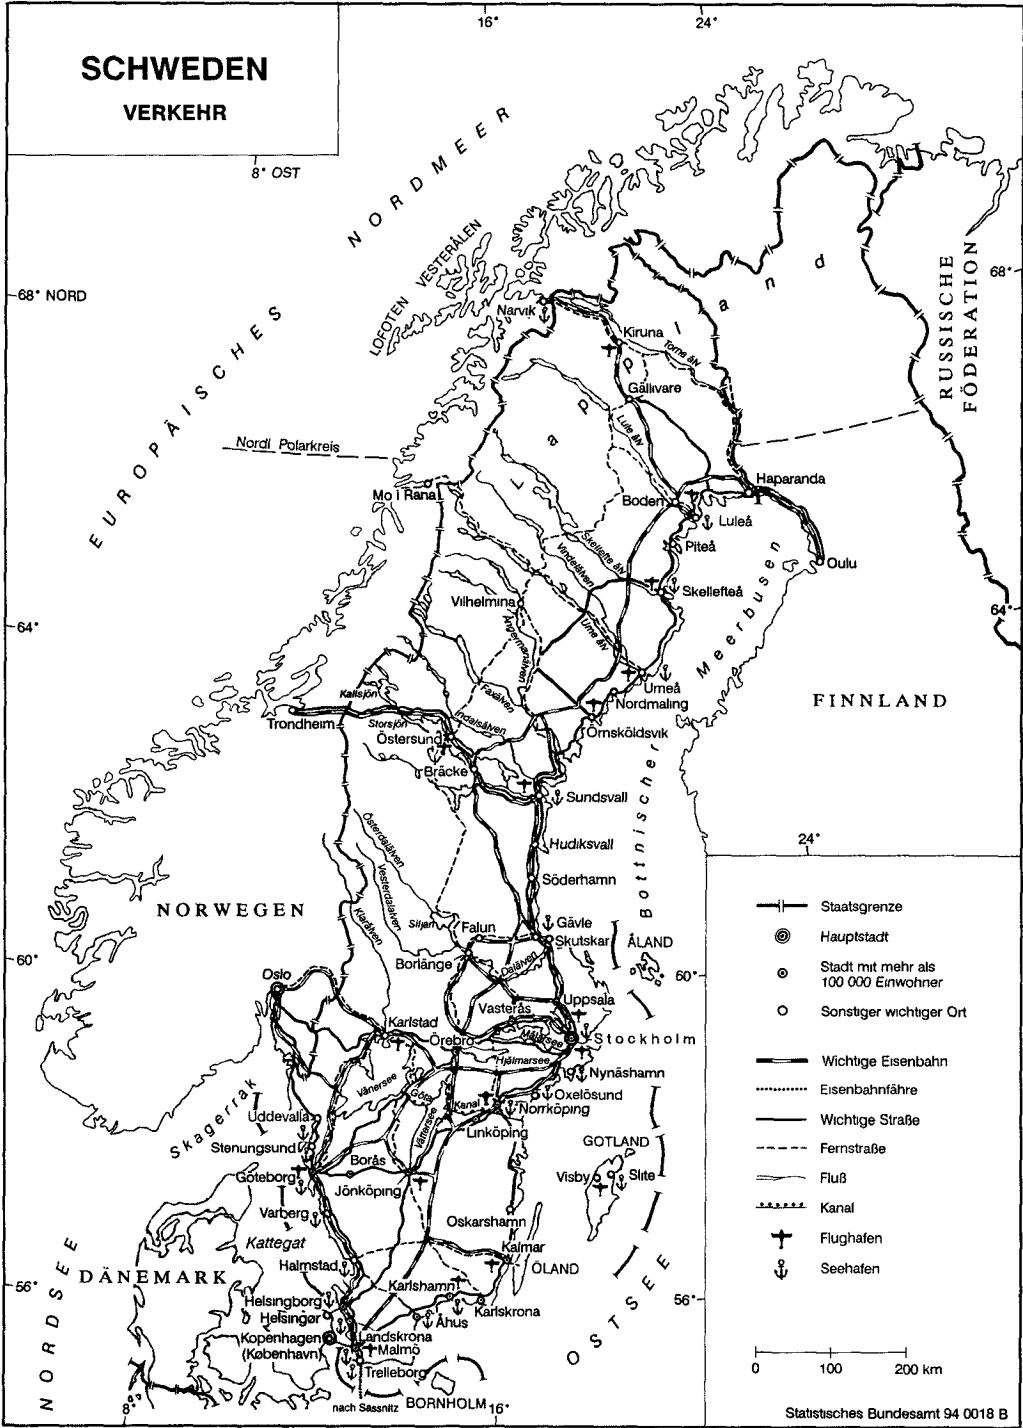 SCHWEDEN
VERKEHR
16°
24°
8° OST
EUROPÄISCHES NORDMEER
LOFOTEN VESTERÅLEN
68° NORD
68°
RUSSISCHE
FÖDERATION
Narvik
Kiruna
Torne älv
Lappland
Gällivare
Nordl Polarkreis
Lule älv
Mo i Rana
Haparanda
Boden
Luleå
Piteå
Oulu
Skellefte älv
Vindelälven
Skellefteå
Vilhelmina
Ångermanälven
Ume älv
64°
64°
Umeå
Nordmaling
Örnsköldsvik
Bottnischer Meerbusen
FINNLAND
Kallsjön
Trondheim
Storsjön
Faxälven
Indalsälven
Östersund
Bräcke
Sundsvall
24°
Hudiksvall
Österdalälven
Västerdalälven
Söderhamn
NORWEGEN
Klarälven
Siljan
Falun
Gävle
Skutskar
ÅLAND
Borlänge
Dalälven
60°
60°
Oslo
Uppsala
Vasterås
Karlstad
Örebro
Mälarsee
Stockholm
Hjälmarsee
Nynäshamn
Vänersee
Göta
Kanal
Oxelösund
Norrköping
Skagerrak
Uddevalla
Vättersee
Linköping
Stenungsund
GOTLAND
Borås
Göteborg
Jönköping
Visby
Slite
Varberg
Oskarshamn
Kattegat
Kalmar
Halmstad
ÖLAND
NORDSEE
DÄNEMARK
Karlshamn
56°
56°
Helsingborg
Karlskrona
Helsingør
Åhus
Kopenhagen
(København)
Landskrona
Malmö
Trelleborg
OSTSEE
nach Sassnitz
BORNHOLM
8°
16°
Staatsgrenze
Hauptstadt
Stadt mit mehr als
100 000 Einwohner
Sonstiger wichtiger Ort
Wichtige Eisenbahn
Eisenbahnfähre
Wichtige Straße
Fernstraße
Fluß
Kanal
Flughafen
Seehafen
0 100 200 km
Statistisches Bundesamt 94 0018 B